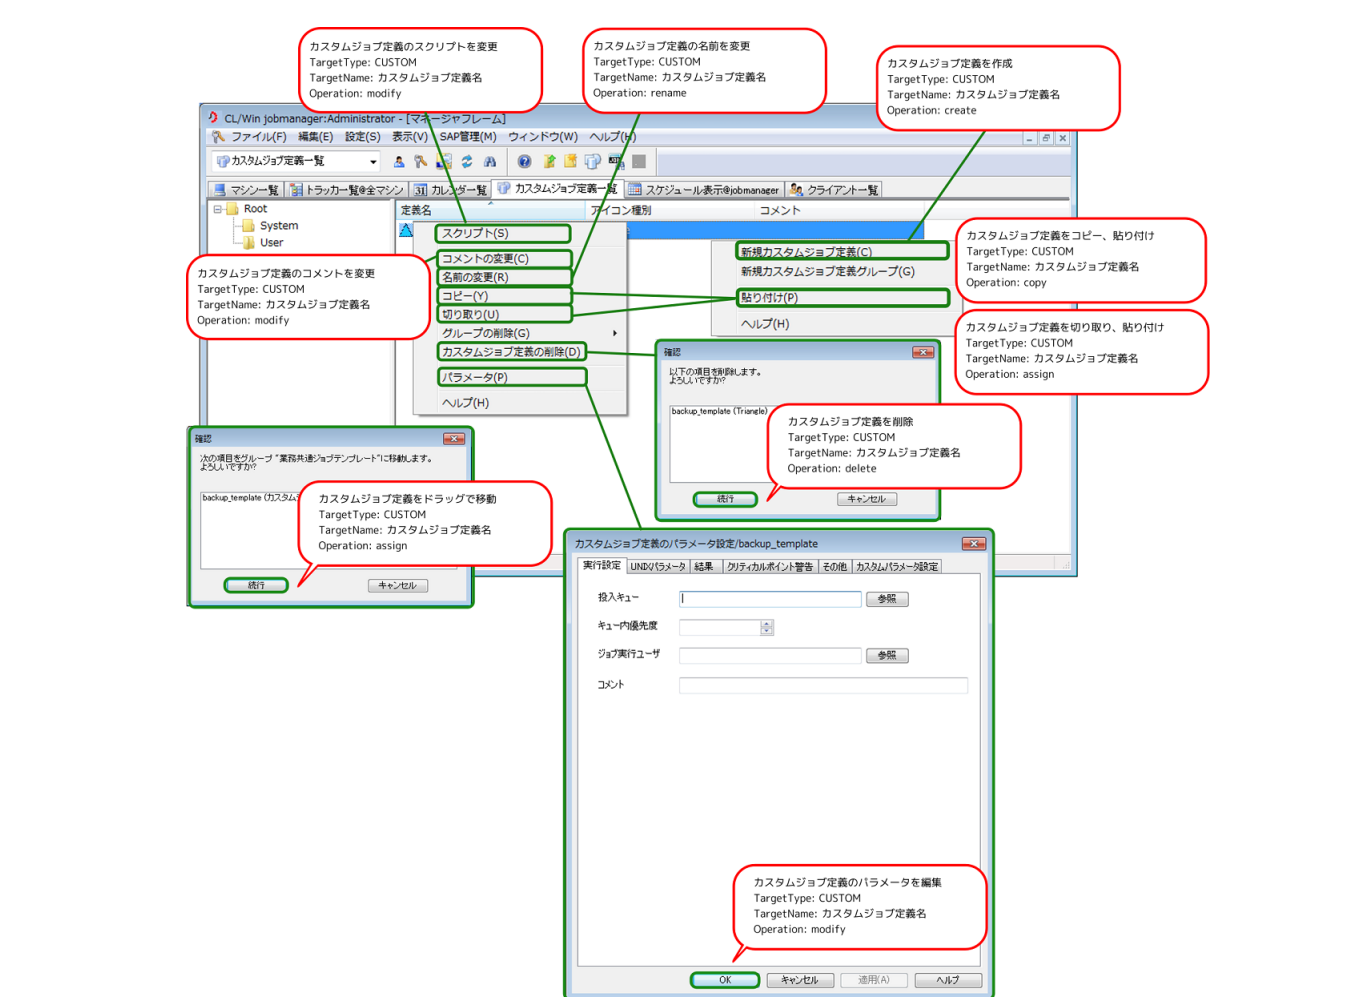 カスタムジョブ定義のスクリプトを変更
TargetType: CUSTOM
TargetName: カスタムジョブ定義名
Operation: modify
カスタムジョブ定義の名前を変更
TargetType: CUSTOM
TargetName: カスタムジョブ定義名
Operation: rename
カスタムジョブ定義を作成
TargetType: CUSTOM
TargetName: カスタムジョブ定義名
Operation: create
CL/Win jobmanager:Administrator - [マネージャフレーム]
ファイル(F) 編集(E) 設定(S) 表示(V) SAP管理(M) ウィンドウ(W) ヘルプ(H)
カスタムジョブ定義一覧
マシン一覧 トラッカ一覧@全マシン 31 カレンダ一覧 カスタムジョブ定義一覧 スケジュール表示@jobmanager クライアント一覧
Root
System
User
定義名 アイコン種別 コメント
スクリプト(S)
コメントの変更(C)
名前の変更(R)
コピー(Y)
切り取り(U)
グループの削除(G)
カスタムジョブ定義の削除(D)
パラメータ(P)
ヘルプ(H)
新規カスタムジョブ定義(C)
新規カスタムジョブ定義グループ(G)
貼り付け(P)
ヘルプ(H)
カスタムジョブ定義をコピー、貼り付け
TargetType: CUSTOM
TargetName: カスタムジョブ定義名
Operation: copy
カスタムジョブ定義のコメントを変更
TargetType: CUSTOM
TargetName: カスタムジョブ定義名
Operation: modify
カスタムジョブ定義を切り取り、貼り付け
TargetType: CUSTOM
TargetName: カスタムジョブ定義名
Operation: assign
確認
以下の項目を削除します。
よろしいですか?
backup_template (Triangle)
続行 キャンセル
カスタムジョブ定義を削除
TargetType: CUSTOM
TargetName: カスタムジョブ定義名
Operation: delete
確認
次の項目をグループ "業務共通ジョブテンプレート"に移動します。
よろしいですか?
backup_template (カスタム
続行 キャンセル
カスタムジョブ定義をドラッグで移動
TargetType: CUSTOM
TargetName: カスタムジョブ定義名
Operation: assign
カスタムジョブ定義のパラメータ設定/backup_template
実行設定 UNIXパラメータ 結果 クリティカルポイント警告 その他 カスタムパラメータ設定
投入キュー 参照
キュー内優先度
ジョブ実行ユーザ 参照
コメント
カスタムジョブ定義のパラメータを編集
TargetType: CUSTOM
TargetName: カスタムジョブ定義名
Operation: modify
OK キャンセル 適用(A) ヘルプ